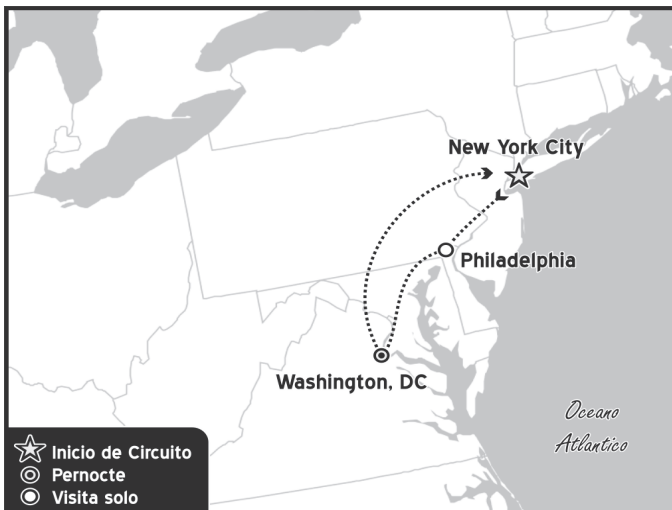 New York City
Philadelphia
Washington, DC
Oceano
Atlantico
Inicio de Circuito
Pernocte
Visita solo